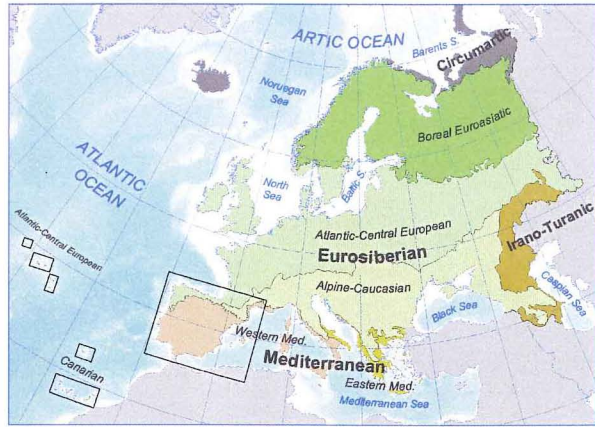 ARTIC OCEAN
Barents S.
Circumartic
Noruegan
Sea
Boreal Euroasiatic
ATLANTIC
OCEAN
North
Sea
Baltic S.
Atlantic-Central European
Atlantic-Central European
Eurosiberian
Irano-Turanic
Alpine-Caucasian
Caspian Sea
Black Sea
Western Med.
Mediterranean
Canarian
Eastern Med.
Mediterranean Sea